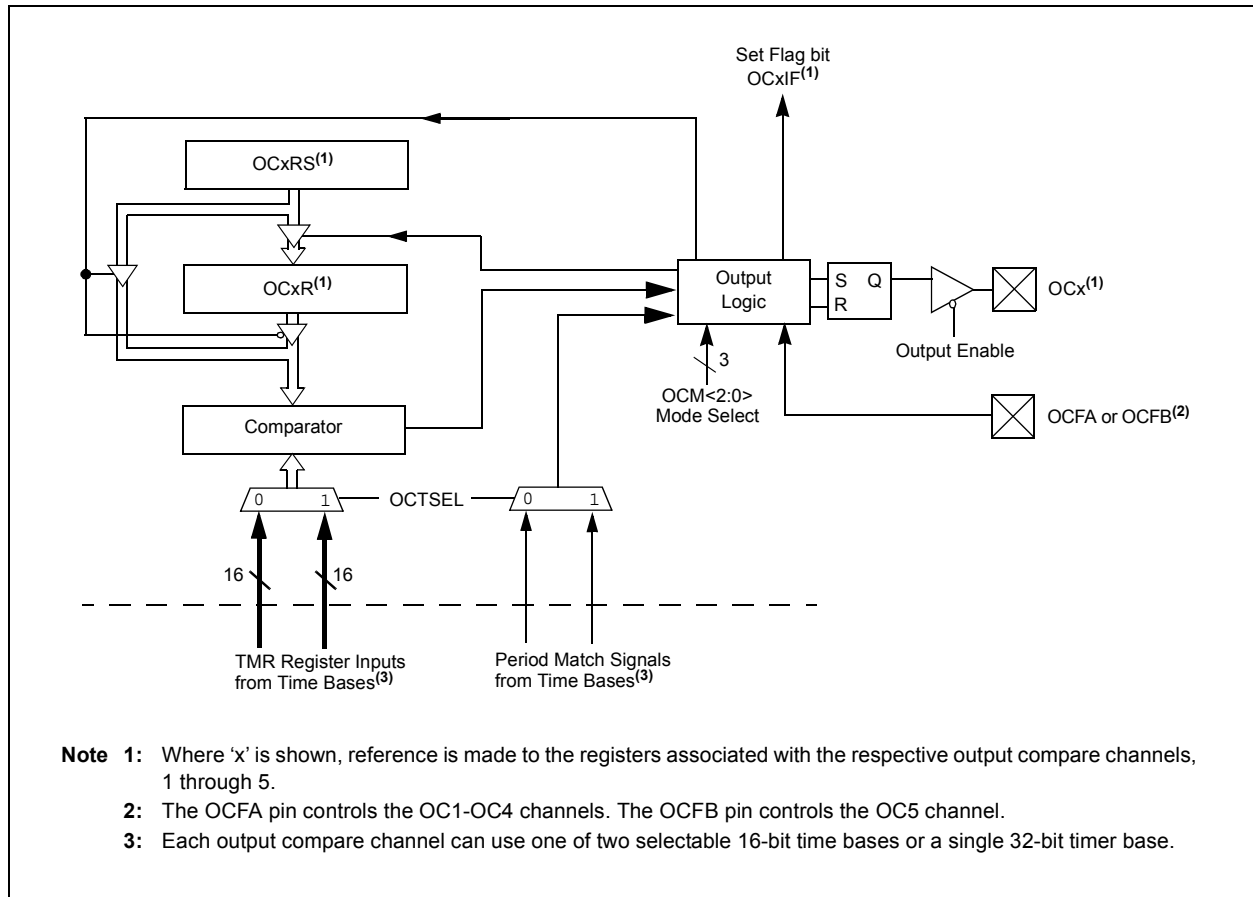 Set Flag bit
OCxIF(1)
OCxRS(1)
OCxR(1)
Output
Logic
S Q
R
OCx(1)
Output Enable
3
OCM<2:0>
Mode Select
OCFA or OCFB(2)
Comparator
0 1
OCTSEL
0 1
16
16
TMR Register Inputs
from Time Bases(3)
Period Match Signals
from Time Bases(3)
Note 1: Where ‘x’ is shown, reference is made to the registers associated with the respective output compare channels,
1 through 5.
2: The OCFA pin controls the OC1-OC4 channels. The OCFB pin controls the OC5 channel.
3: Each output compare channel can use one of two selectable 16-bit time bases or a single 32-bit timer base.